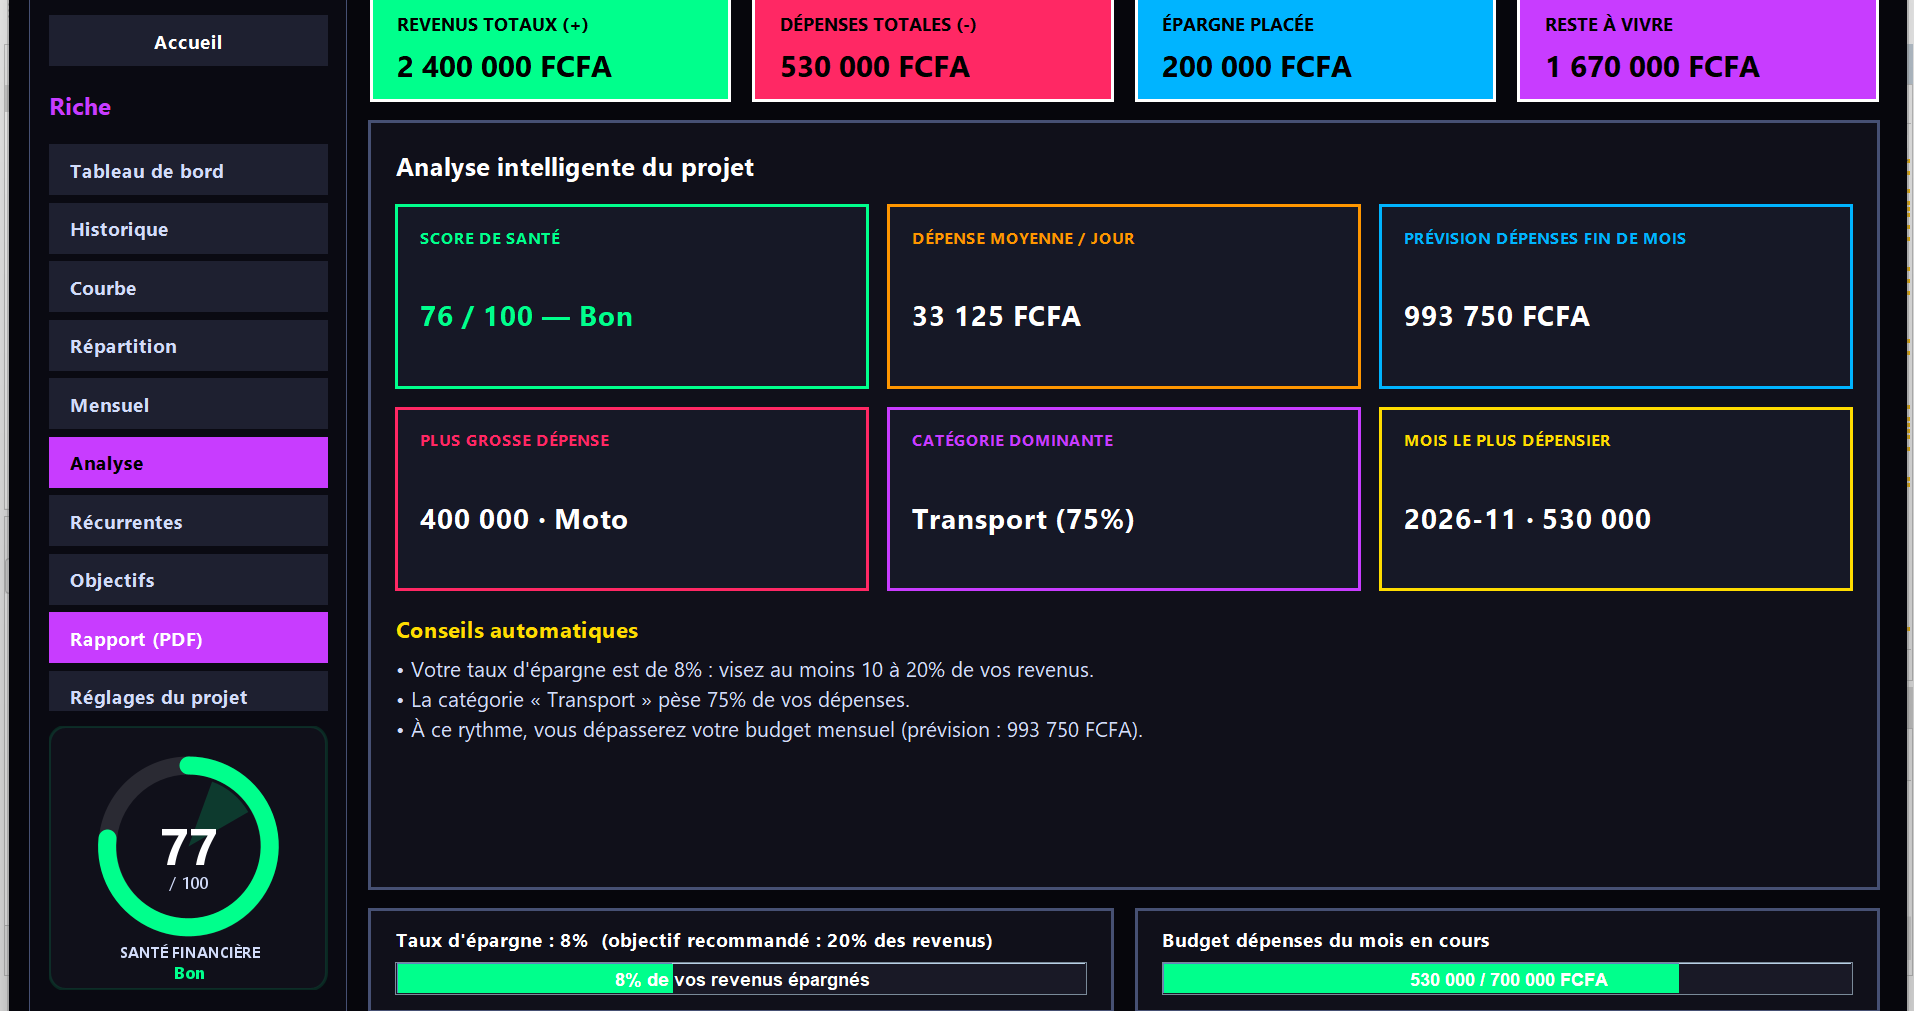 Accueil
Riche
Tableau de bord
Historique
Courbe
Répartition
Mensuel
Analyse
Récurrentes
Objectifs
Rapport (PDF)
Réglages du projet
77
/ 100
SANTÉ FINANCIÈRE
Bon
REVENUS TOTAUX (+)
2 400 000 FCFA
DÉPENSES TOTALES (-)
530 000 FCFA
ÉPARGNE PLACÉE
200 000 FCFA
RESTE À VIVRE
1 670 000 FCFA
Analyse intelligente du projet
SCORE DE SANTÉ
76 / 100 — Bon
DÉPENSE MOYENNE / JOUR
33 125 FCFA
PRÉVISION DÉPENSES FIN DE MOIS
993 750 FCFA
PLUS GROSSE DÉPENSE
400 000 · Moto
CATÉGORIE DOMINANTE
Transport (75%)
MOIS LE PLUS DÉPENSIER
2026-11 · 530 000
Conseils automatiques
• Votre taux d'épargne est de 8% : visez au moins 10 à 20% de vos revenus.
• La catégorie « Transport » pèse 75% de vos dépenses.
• À ce rythme, vous dépasserez votre budget mensuel (prévision : 993 750 FCFA).
Taux d'épargne : 8% (objectif recommandé : 20% des revenus)
8% de vos revenus épargnés
Budget dépenses du mois en cours
530 000 / 700 000 FCFA